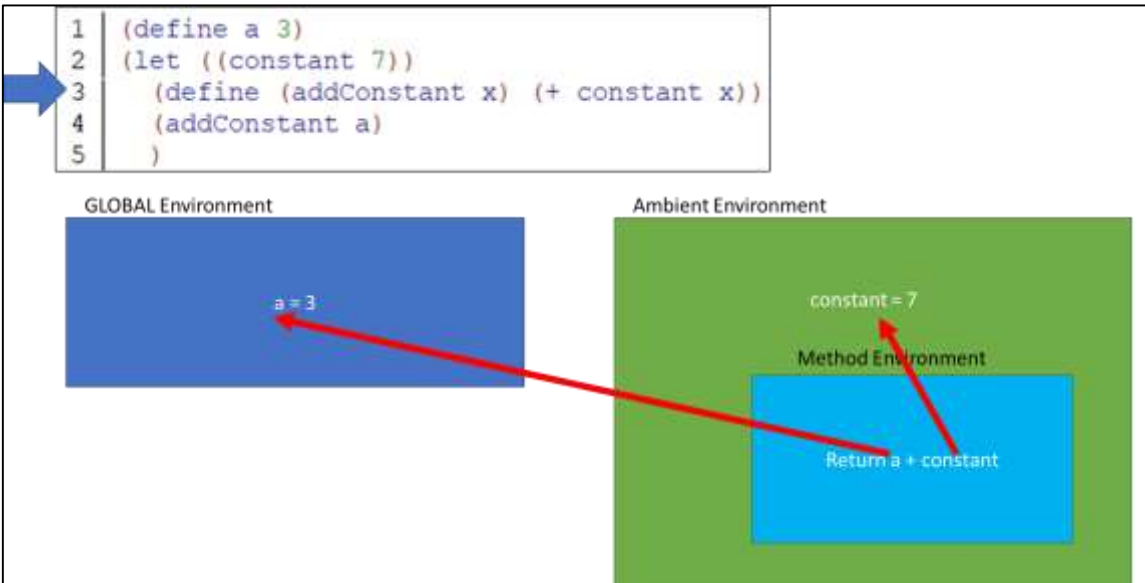 1 (define a 3)
2 (let ((constant 7))
3 (define (addConstant x) (+ constant x))
4 (addConstant a)
5 )
GLOBAL Environment
Ambient Environment
a = 3
constant = 7
Method Environment
Return a + constant